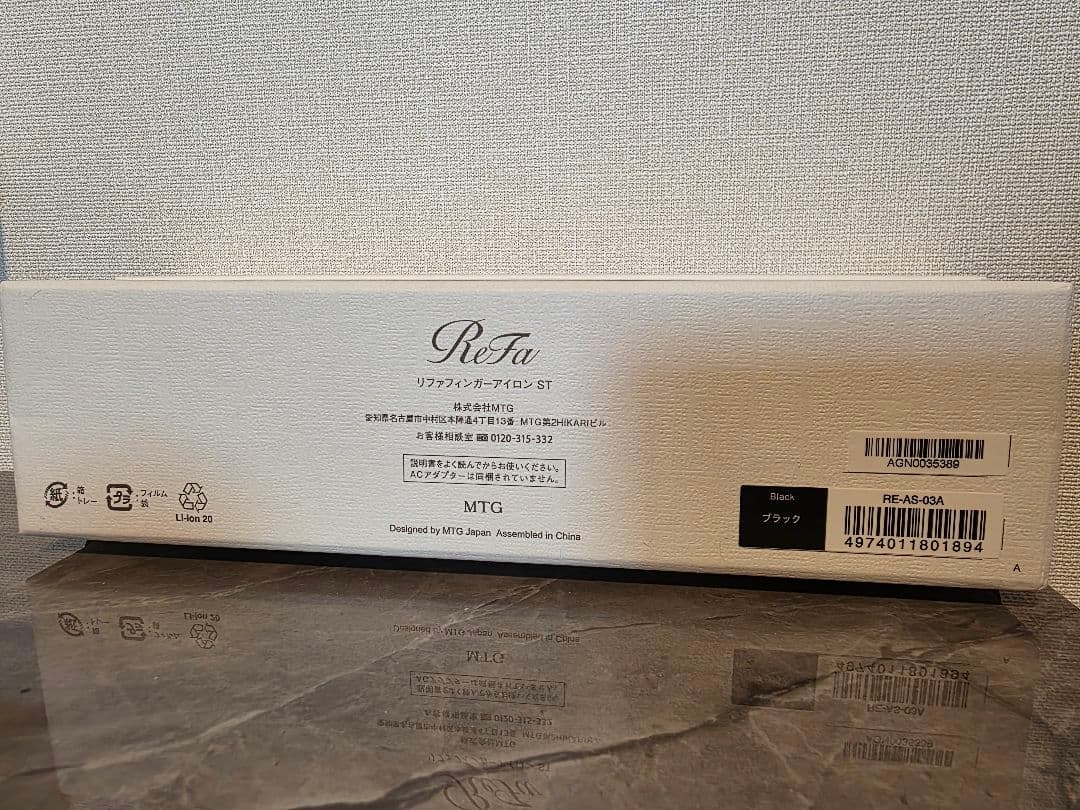 ReFa
リファフィンガーアイロン ST
株式会社MTG
愛知県名古屋市中村区本陣通4丁目13番 MTG第2HIKARIビル
お客様相談室 0120-315-332
説明書をよく読んでからお使いください。
ACアダプターは同梱されていません。
MTG
Designed by MTG Japan Assembled in China
紙 : 箱 トレー
プラ : フィルム 袋
Li-ion 20
AGN0035389
Black
ブラック
RE-AS-03A
4974011801894
A